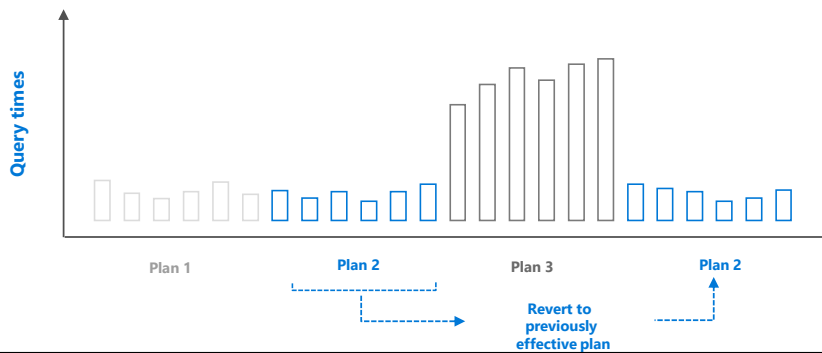 Query times
Plan 1
Plan 2
Plan 3
Plan 2
Revert to
previously
effective plan